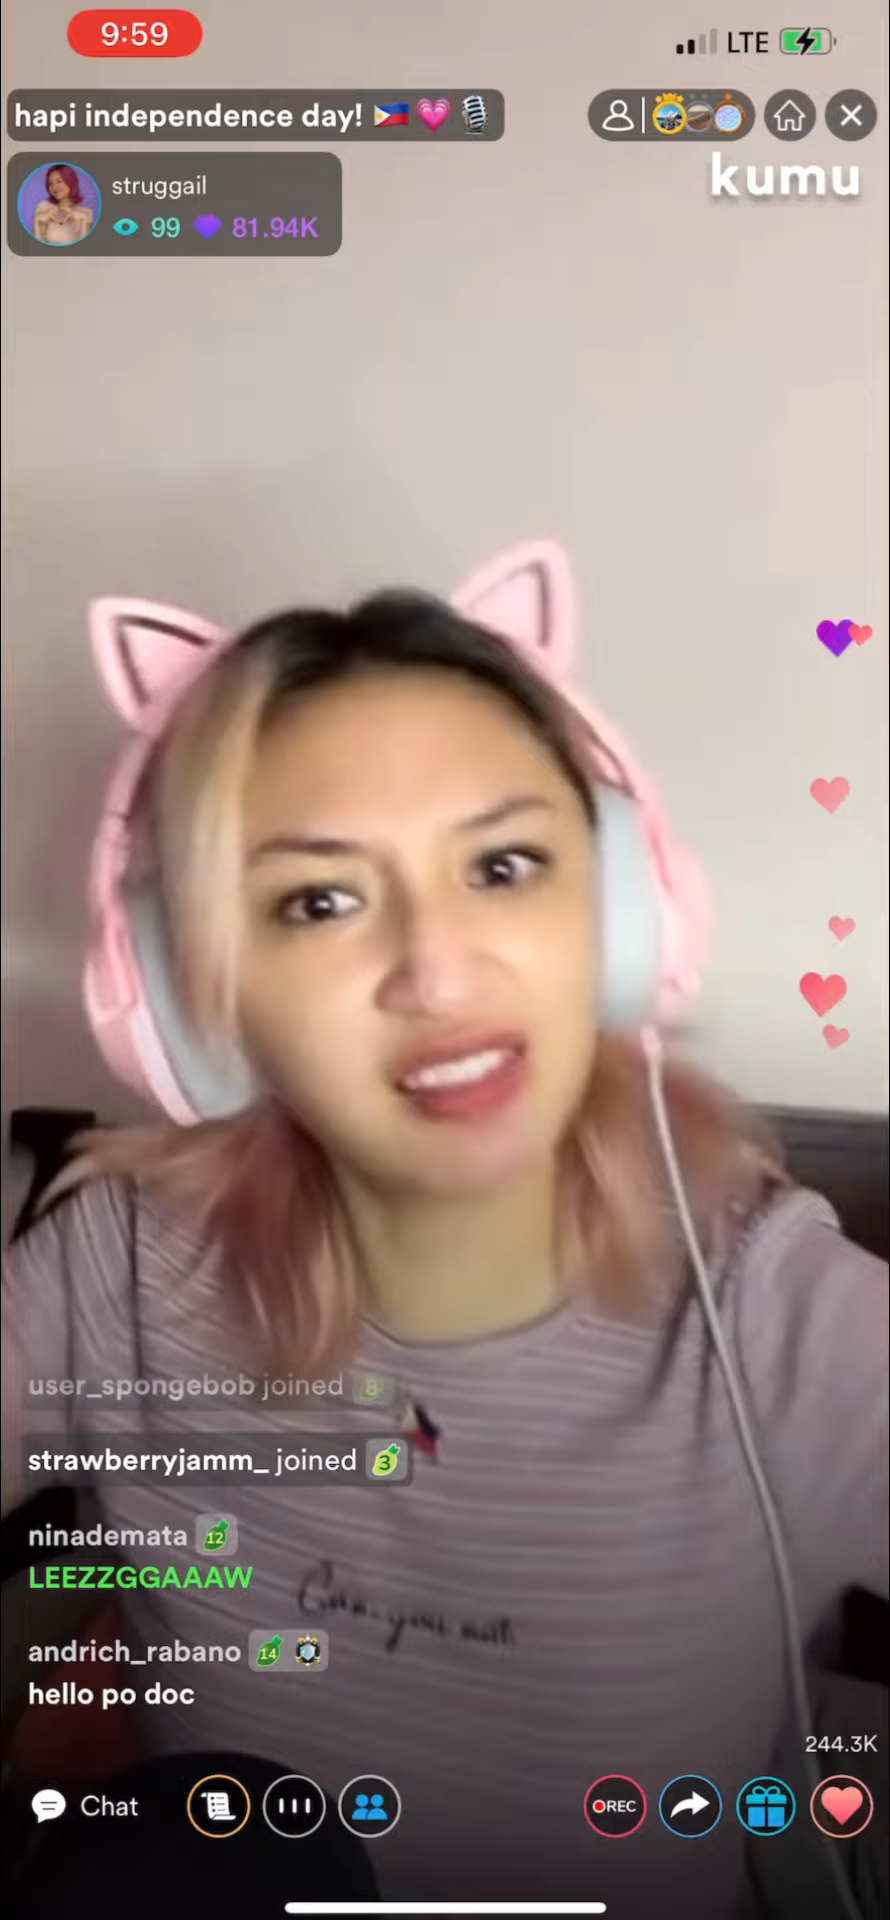 9:59
LTE
hapi independence day! 🇵🇭💗🎙️
struggail
99 81.94K
kumu
user_spongebob joined 8
strawberryjamm_ joined 3
ninademata 12
LEEZZGGAAAW
andrich_rabano 14
hello po doc
244.3K
Chat
REC